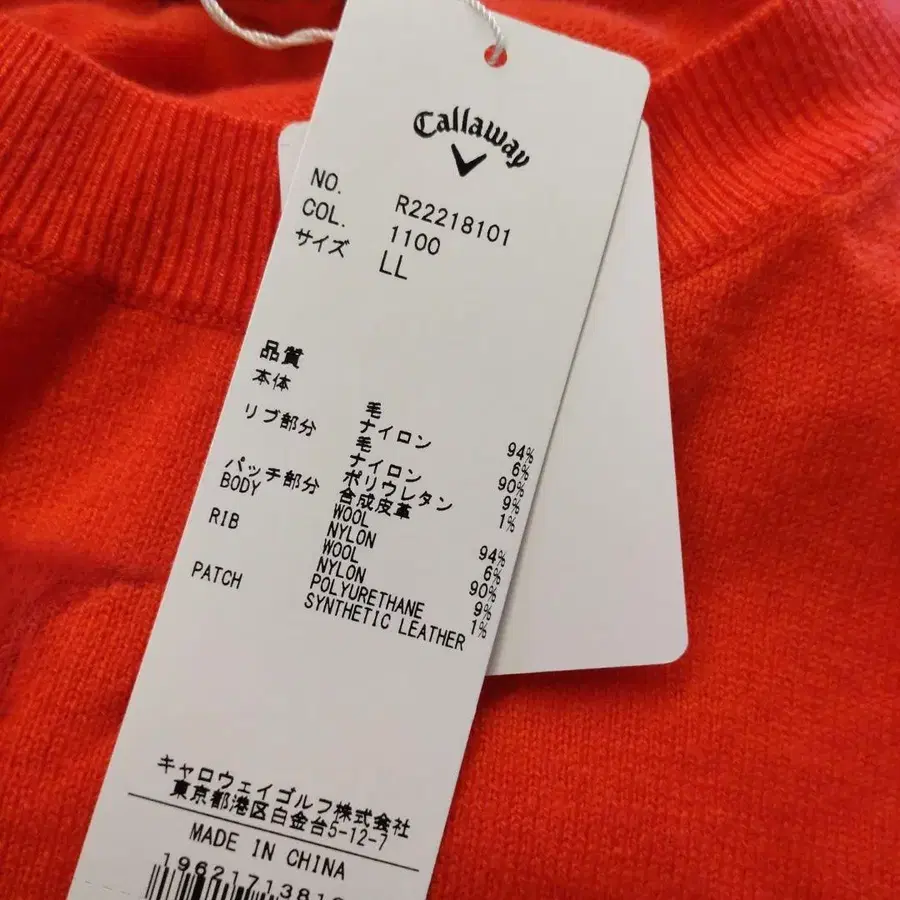 Callaway
NO. R22218101
COL. 1100
サイズ LL
品質
本体 毛 94%
ナイロン 6%
リブ部分 毛 90%
ナイロン 9%
ポリウレタン 1%
パッチ部分 合成皮革
BODY WOOL 94%
NYLON 6%
RIB WOOL 90%
NYLON 9%
POLYURETHANE 1%
PATCH SYNTHETIC LEATHER
キャロウェイゴルフ株式会社
東京都港区白金台5-12-7
MADE IN CHINA
1962171381